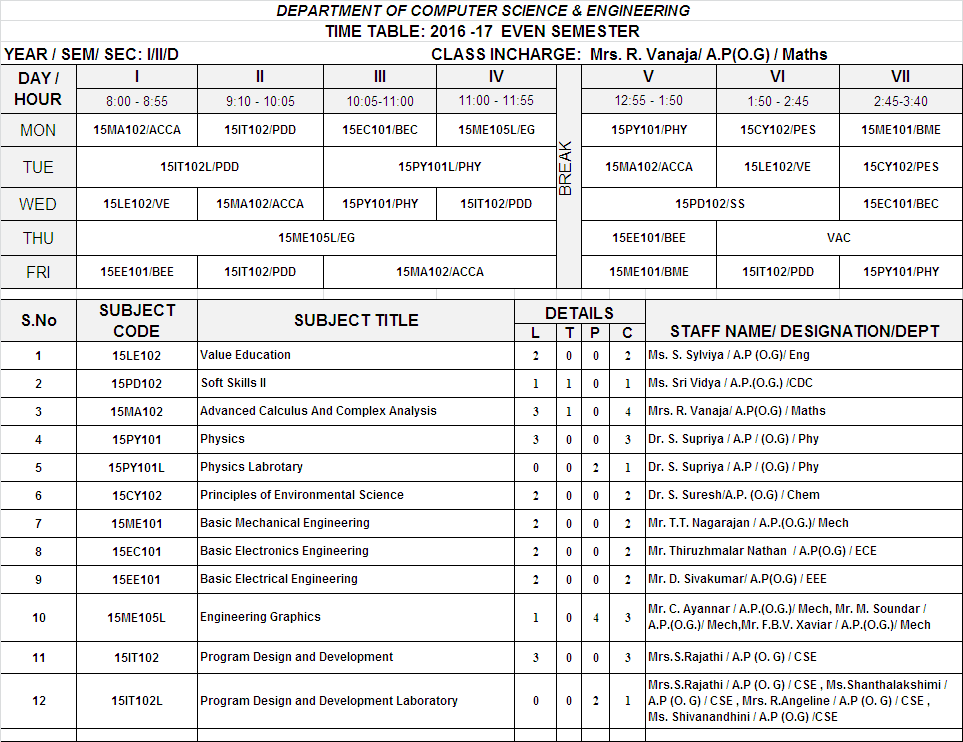 DEPARTMENT OF COMPUTER SCIENCE & ENGINEERING
TIME TABLE: 2016 -17 EVEN SEMESTER
YEAR / SEM/ SEC: I/II/D CLASS INCHARGE: Mrs. R. Vanaja/ A.P(O.G) / Maths
DAY / HOUR I II III IV BREAK V VI VII
8:00 - 8:55 9:10 - 10:05 10:05-11:00 11:00 - 11:55 12:55 - 1:50 1:50 - 2:45 2:45-3:40
MON 15MA102/ACCA 15IT102/PDD 15EC101/BEC 15ME105L/EG 15PY101/PHY 15CY102/PES 15ME101/BME
TUE 15IT102L/PDD 15PY101L/PHY 15MA102/ACCA 15LE102/VE 15CY102/PES
WED 15LE102/VE 15MA102/ACCA 15PY101/PHY 15IT102/PDD 15PD102/SS 15EC101/BEC
THU 15ME105L/EG 15EE101/BEE VAC
FRI 15EE101/BEE 15IT102/PDD 15MA102/ACCA 15ME101/BME 15IT102/PDD 15PY101/PHY
S.No SUBJECT CODE SUBJECT TITLE DETAILS STAFF NAME/ DESIGNATION/DEPT
L T P C
1 15LE102 Value Education 2 0 0 2 Ms. S. Sylviya / A.P (O.G)/ Eng
2 15PD102 Soft Skills II 1 1 0 1 Ms. Sri Vidya / A.P.(O.G.) /CDC
3 15MA102 Advanced Calculus And Complex Analysis 3 1 0 4 Mrs. R. Vanaja/ A.P(O.G) / Maths
4 15PY101 Physics 3 0 0 3 Dr. S. Supriya / A.P / (O.G) / Phy
5 15PY101L Physics Labrotary 0 0 2 1 Dr. S. Supriya / A.P / (O.G) / Phy
6 15CY102 Principles of Environmental Science 2 0 0 2 Dr. S. Suresh/A.P. (O.G) / Chem
7 15ME101 Basic Mechanical Engineering 2 0 0 2 Mr. T.T. Nagarajan / A.P.(O.G.)/ Mech
8 15EC101 Basic Electronics Engineering 2 0 0 2 Mr. Thiruzhmalar Nathan / A.P(O.G) / ECE
9 15EE101 Basic Electrical Engineering 2 0 0 2 Mr. D. Sivakumar/ A.P(O.G) / EEE
10 15ME105L Engineering Graphics 1 0 4 3 Mr. C. Ayannar / A.P(O.G.)/ Mech, Mr. M. Soundar /
A.P.(O.G.)/ Mech,Mr. F.B.V. Xaviar / A.P.(O.G.)/ Mech
11 15IT102 Program Design and Development 3 0 0 3 Mrs.S.Rajathi / A.P (O. G) / CSE
12 15IT102L Program Design and Development Laboratory 0 0 2 1 Mrs.S.Rajathi / A.P (O. G) / CSE , Ms.Shanthalakshimi /
A.P (O. G) / CSE , Mrs. R.Angeline / A.P (O. G) / CSE ,
Ms. Shivanandhini / A.P (O.G) /CSE